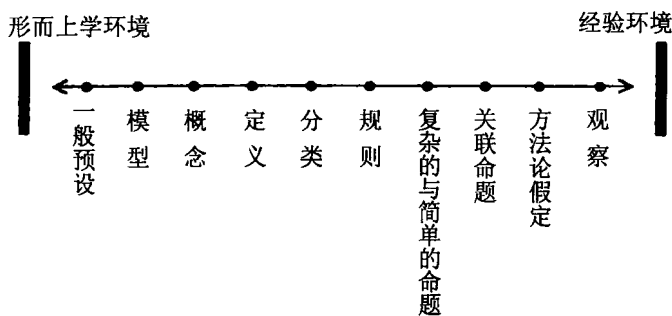 形而上学环境
经验环境
一般预设
模型
概念
定义
分类
规则
复杂的与简单的命题
关联命题
方法论假定
观察